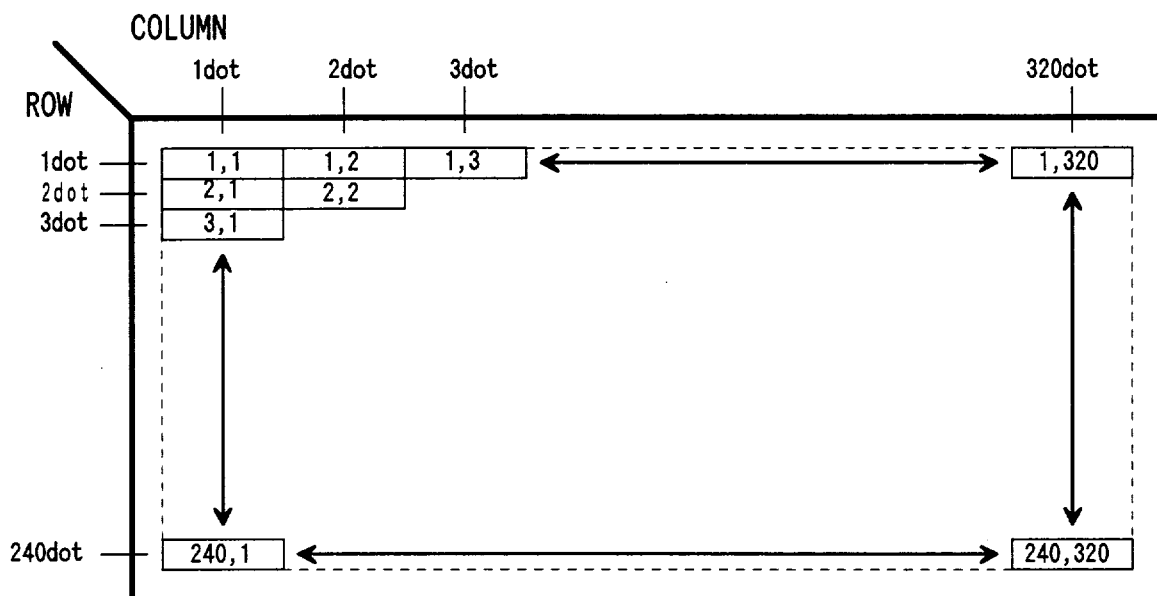 COLUMN
1dot 2dot 3dot 320dot
ROW
1dot 1,1 1,2 1,3 1,320
2dot 2,1 2,2
3dot 3,1
240dot 240,1 240,320